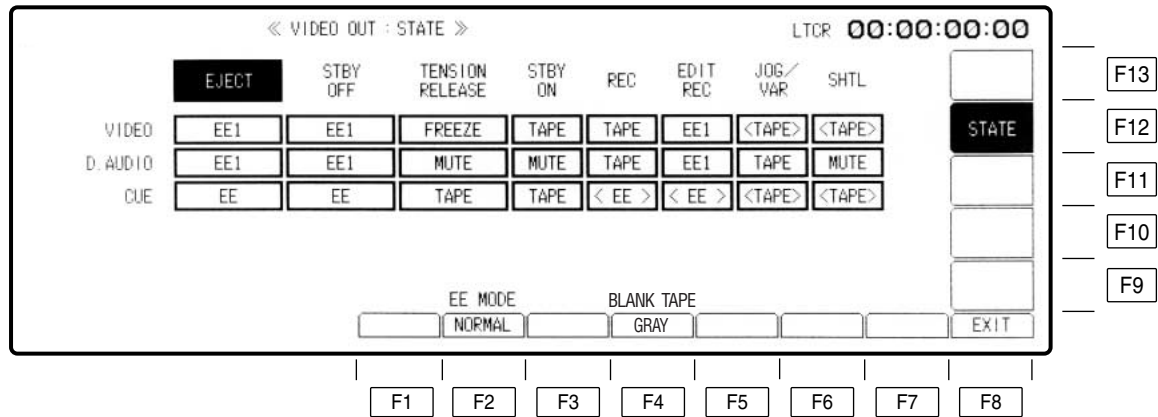 ≪ VIDEO OUT : STATE ≫ LTCR 00:00:00:00
EJECT STBY OFF TENSION RELEASE STBY ON REC EDIT REC JOG/VAR SHTL F13
VIDEO EE1 EE1 FREEZE TAPE TAPE EE1 <TAPE> <TAPE> STATE F12
D. AUDIO EE1 EE1 MUTE MUTE TAPE EE1 TAPE MUTE F11
CUE EE EE TAPE TAPE < EE > < EE > <TAPE> <TAPE>
F10
F9
EE MODE BLANK TAPE
NORMAL GRAY EXIT
F1 F2 F3 F4 F5 F6 F7 F8